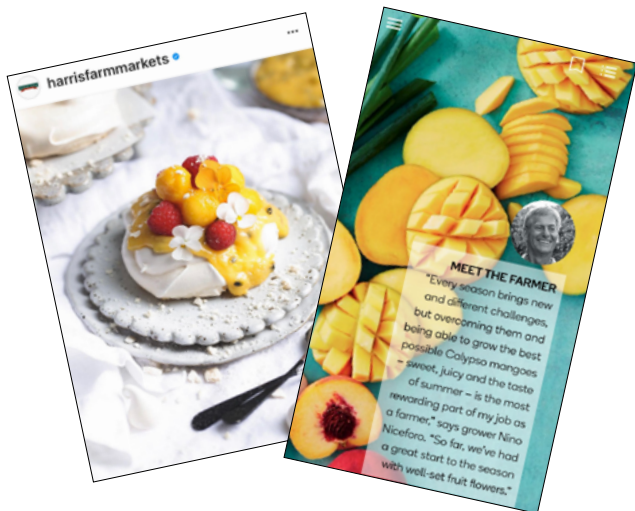 harrisfarmmarkets
MEET THE FARMER
"Every season brings new
and different challenges,
but overcoming them and
being able to grow the best
possible Calypso mangoes
– sweet, juicy and the taste
of summer – is the most
rewarding part of my job as
a farmer," says grower Nino
Niceforo. "So far, we've had
a great start to the season
with well-set fruit flowers."